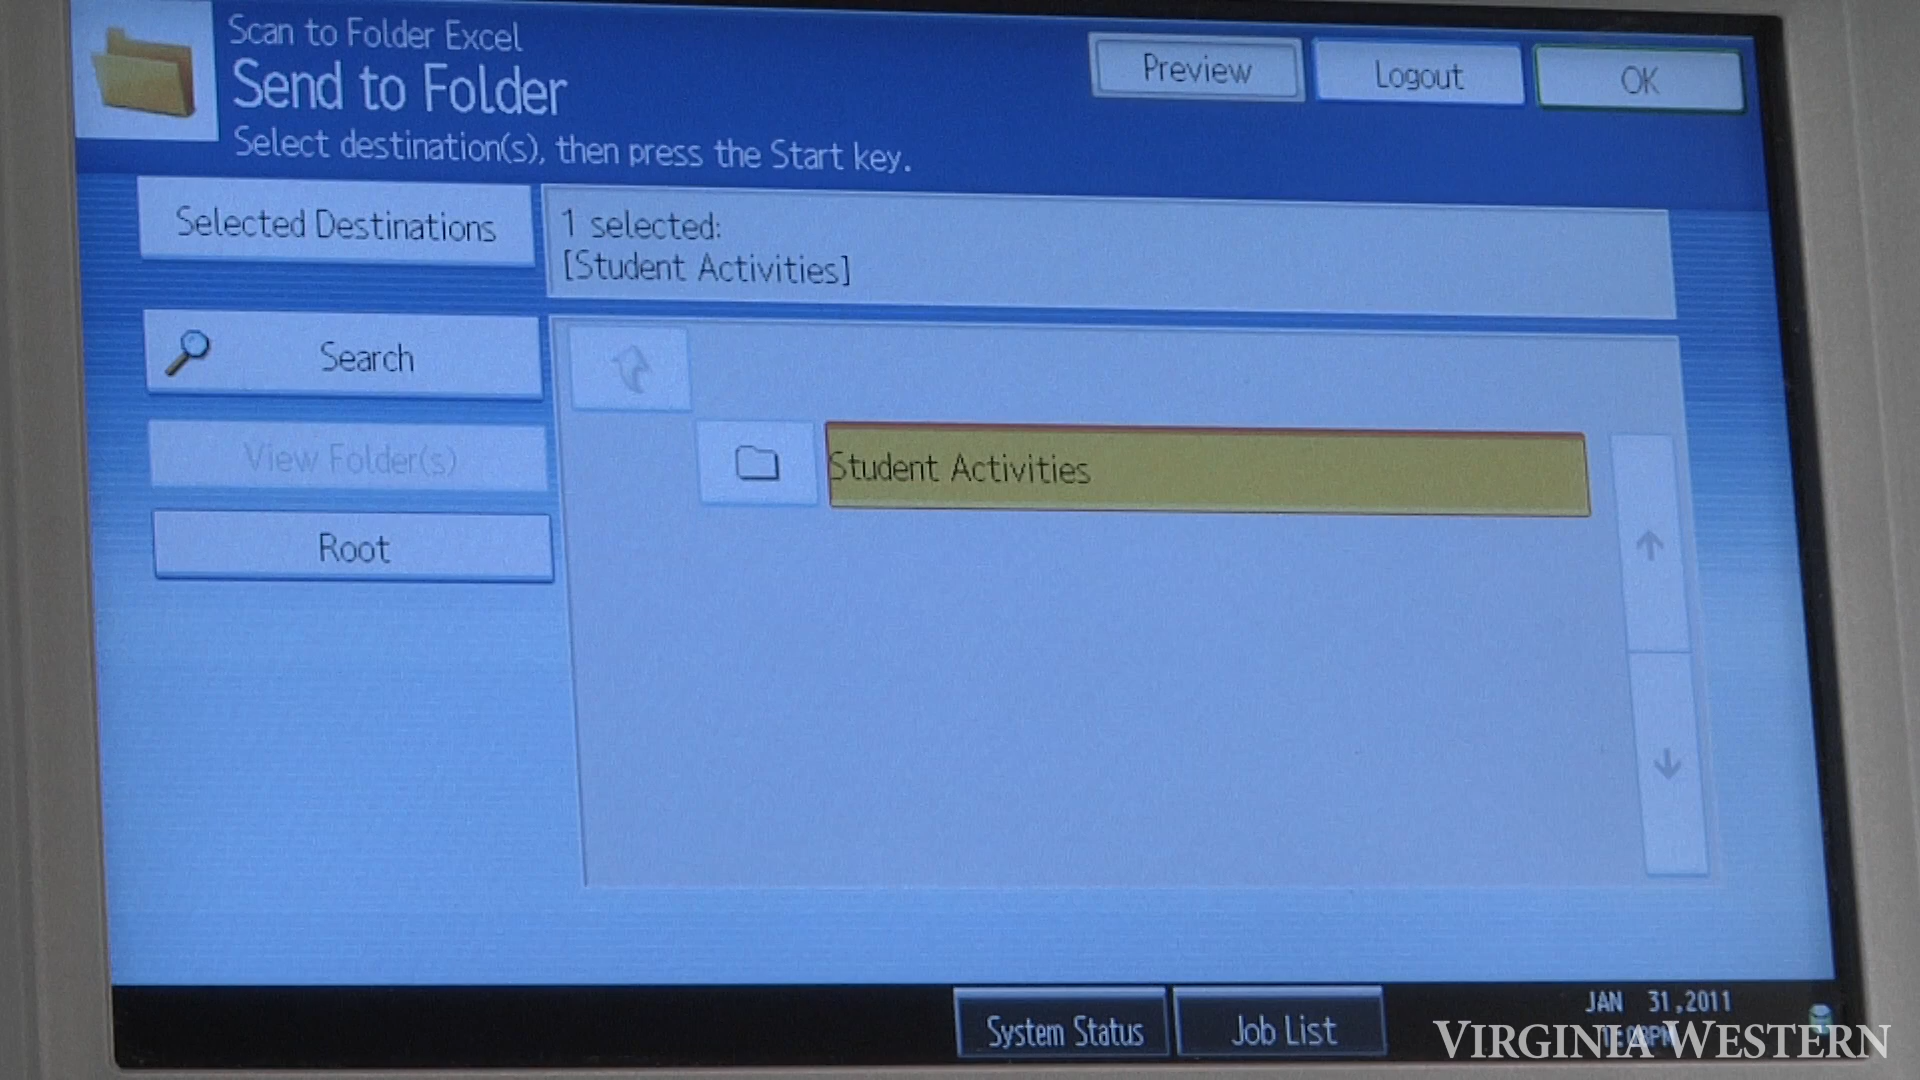 Scan to Folder Excel
Send to Folder
Select destination(s), then press the Start key.
Preview
Logout
OK
Selected Destinations
1 selected:
[Student Activities]
Search
View Folder(s)
Root
Student Activities
System Status
Job List
JAN 31,2011
VIRGINIA WESTERN